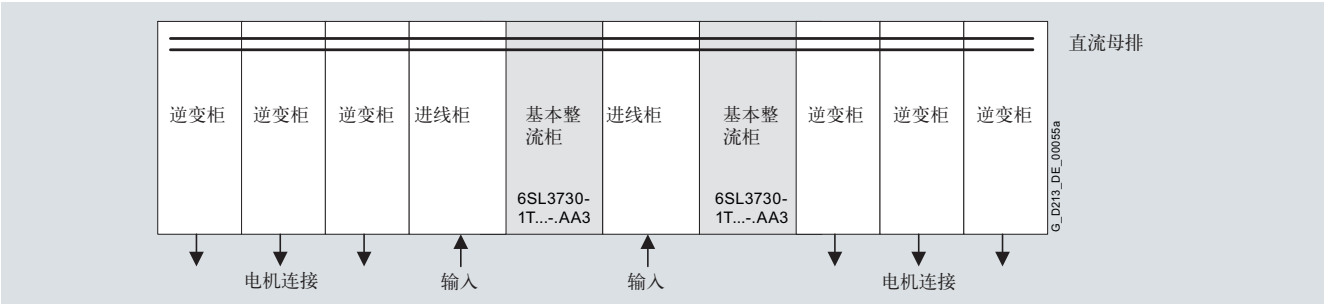 直流母排
逆变柜
逆变柜
逆变柜
进线柜
基本整
流柜
进线柜
基本整
流柜
逆变柜
逆变柜
逆变柜
6SL3730-
1T...-.AA3
6SL3730-
1T...-.AA3
G_D213_DE_00055a
电机连接
输入
输入
电机连接